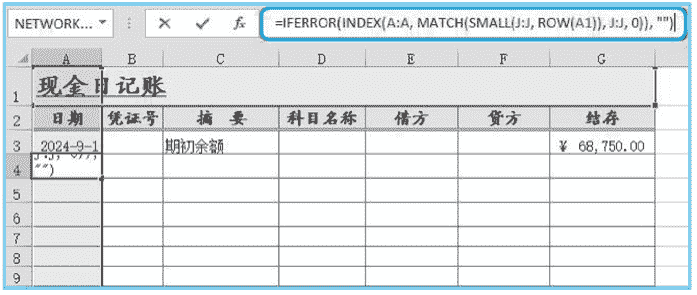 NETWORK... =IFERROR(INDEX(A:A, MATCH(SMALL(J:J, ROW(A1)), J:J, 0)), "")
A B C D E F G
1 现金日记账
2 日期 凭证号 摘 要 科目名称 借方 贷方 结存
3 2024-9-1 期初余额 ¥ 68,750.00
4 "")
5
6
7
8
9